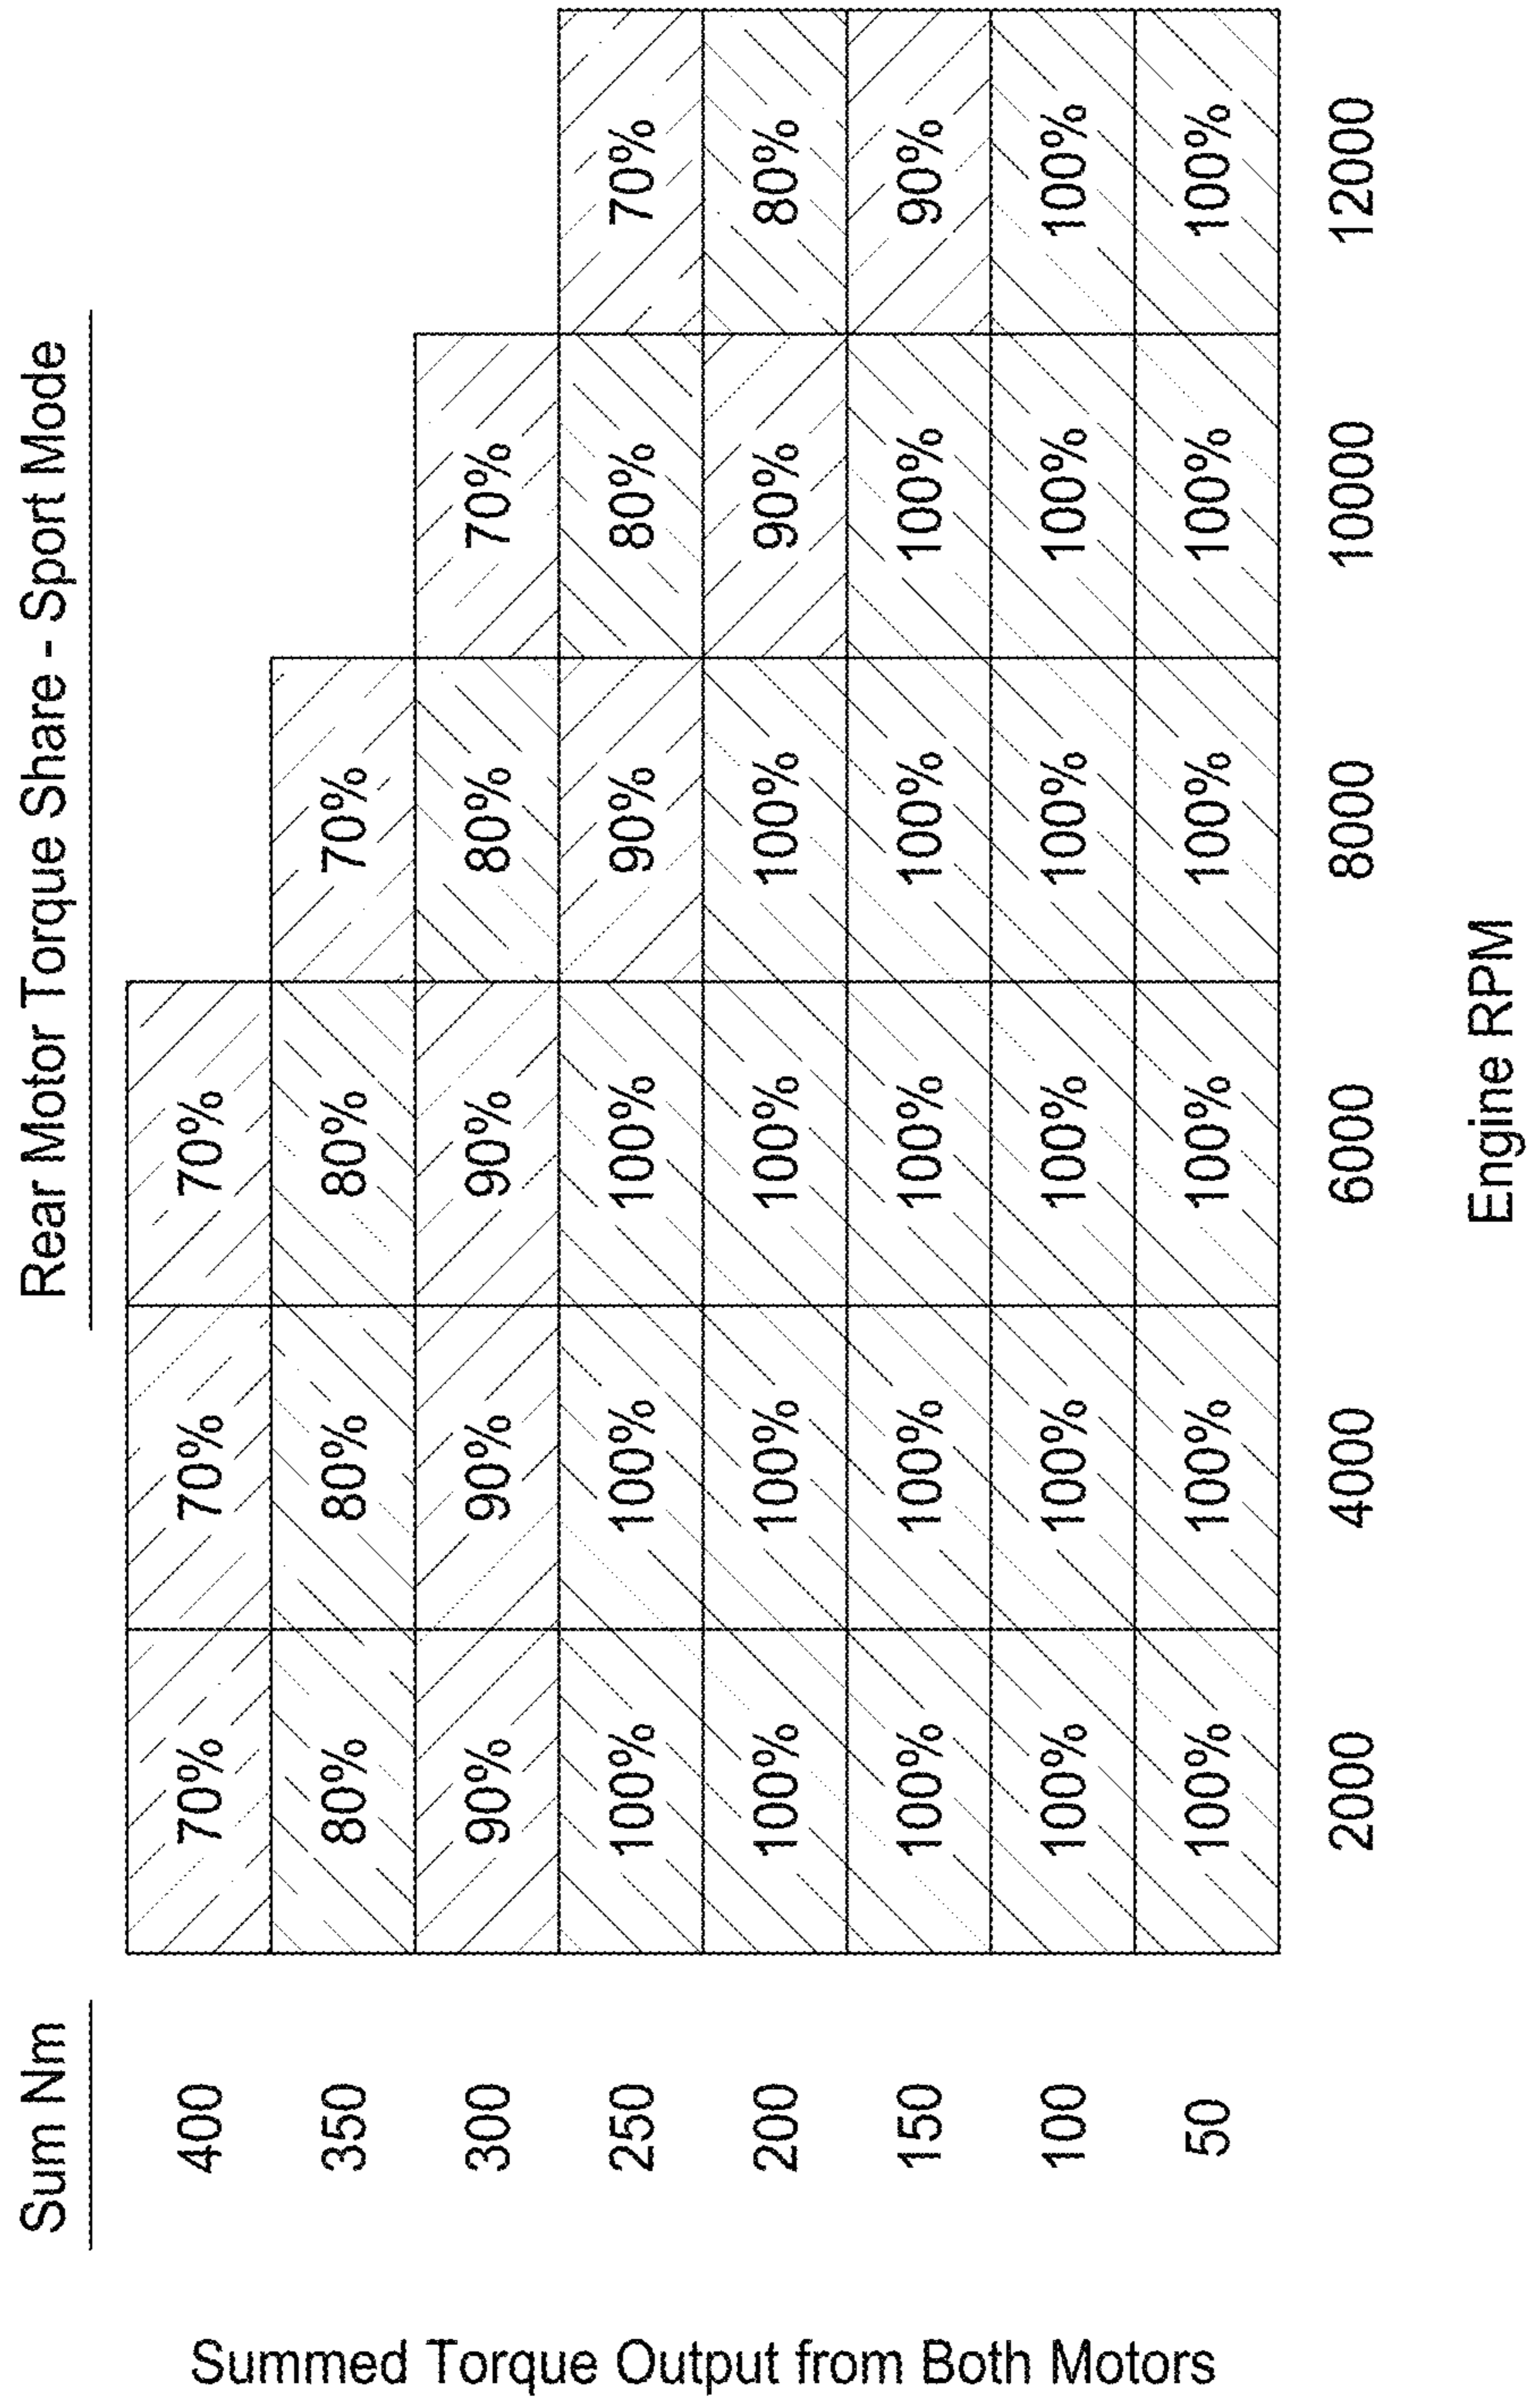 Sum Nm Rear Motor Torque Share - Sport Mode
400 70% 70% 70%
350 80% 80% 80% 70%
300 90% 90% 90% 80% 70%
250 100% 100% 100% 90% 80% 70%
200 100% 100% 100% 100% 90% 80%
150 100% 100% 100% 100% 100% 90%
100 100% 100% 100% 100% 100% 100%
50 100% 100% 100% 100% 100% 100%
2000 4000 6000 8000 10000 12000
Engine RPM
Summed Torque Output from Both Motors